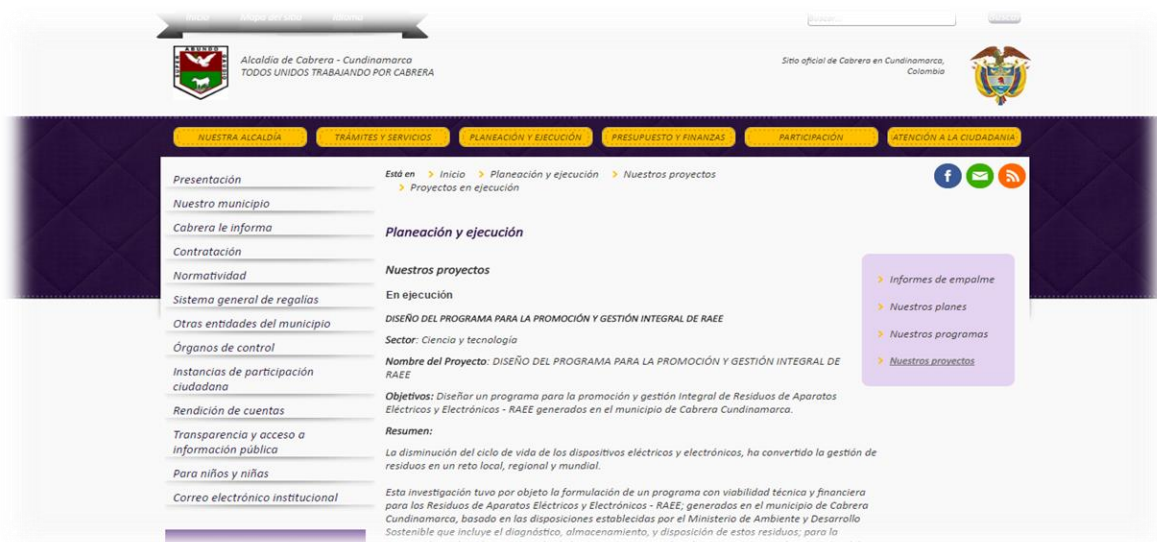 Inicio Mapa del sitio Idioma
Buscar
SUPER ABUNDO GREGE
Alcaldía de Cabrera - Cundinamarca
TODOS UNIDOS TRABAJANDO POR CABRERA
Sitio oficial de Cabrera en Cundinamarca,
Colombia
NUESTRA ALCALDÍA TRÁMITES Y SERVICIOS PLANEACIÓN Y EJECUCIÓN PRESUPUESTO Y FINANZAS PARTICIPACIÓN ATENCIÓN A LA CIUDADANIA
Presentación
Nuestro municipio
Cabrera le informa
Contratación
Normatividad
Sistema general de regalías
Otras entidades del municipio
Órganos de control
Instancias de participación
ciudadana
Rendición de cuentas
Transparencia y acceso a
información pública
Para niños y niñas
Correo electrónico institucional
Está en > Inicio > Planeación y ejecución > Nuestros proyectos
> Proyectos en ejecución
Planeación y ejecución
Nuestros proyectos
En ejecución
DISEÑO DEL PROGRAMA PARA LA PROMOCIÓN Y GESTIÓN INTEGRAL DE RAEE
Sector: Ciencia y tecnología
Nombre del Proyecto: DISEÑO DEL PROGRAMA PARA LA PROMOCIÓN Y GESTIÓN INTEGRAL DE
RAEE
Objetivos: Diseñar un programa para la promoción y gestión Integral de Residuos de Aparatos
Eléctricos y Electrónicos - RAEE generados en el municipio de Cabrera Cundinamarca.
Resumen:
La disminución del ciclo de vida de los dispositivos eléctricos y electrónicos, ha convertido la gestión de
residuos en un reto local, regional y mundial.
Esta investigación tuvo por objeto la formulación de un programa con viabilidad técnica y financiera
para los Residuos de Aparatos Eléctricos y Electrónicos - RAEE; generados en el municipio de Cabrera
Cundinamarca, basado en las disposiciones establecidas por el Ministerio de Ambiente y Desarrollo
Sostenible que incluye el diagnóstico, almacenamiento, y disposición de estos residuos; para la
> Informes de empalme
> Nuestros planes
> Nuestros programas
> Nuestros proyectos